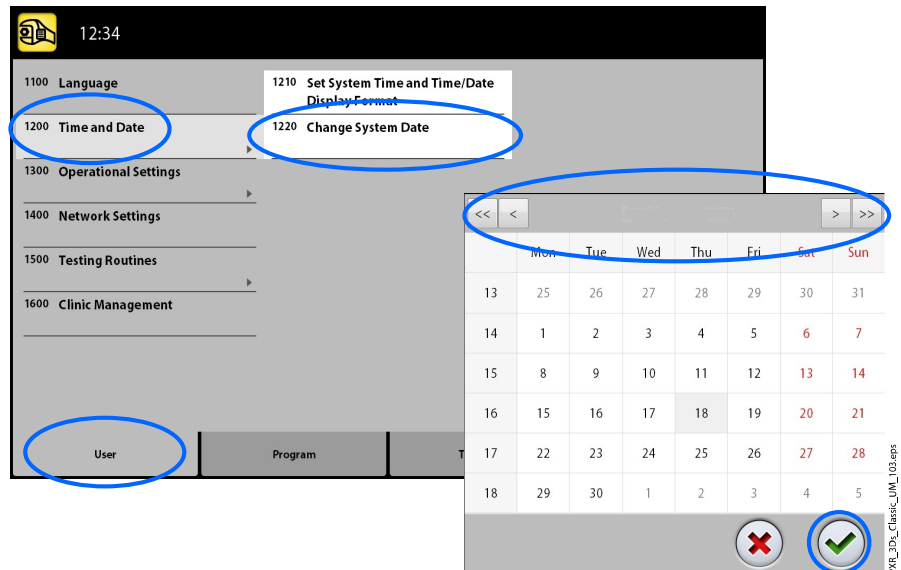 12:34
1100 Language
1200 Time and Date
1300 Operational Settings
1400 Network Settings
1500 Testing Routines
1600 Clinic Management
1210 Set System Time and Time/Date
Display Format
1220 Change System Date
User Program T
<< < > >>
Mon Tue Wed Thu Fri Sat Sun
13 25 26 27 28 29 30 31
14 1 2 3 4 5 6 7
15 8 9 10 11 12 13 14
16 15 16 17 18 19 20 21
17 22 23 24 25 26 27 28
18 29 30 1 2 3 4 5
PXR_3Ds_Classic_UM_103.eps